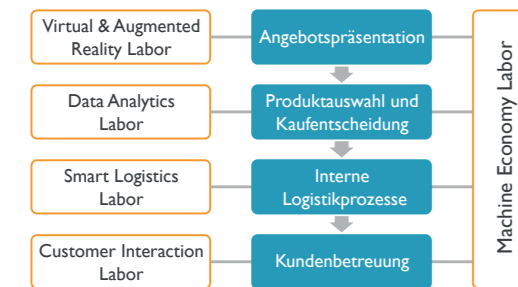 Virtual & Augmented
Reality Labor
Angebotspräsentation
Data Analytics
Labor
Produktauswahl und
Kaufentscheidung
Smart Logistics
Labor
Interne
Logistikprozesse
Customer Interaction
Labor
Kundenbetreuung
Machine Economy Labor